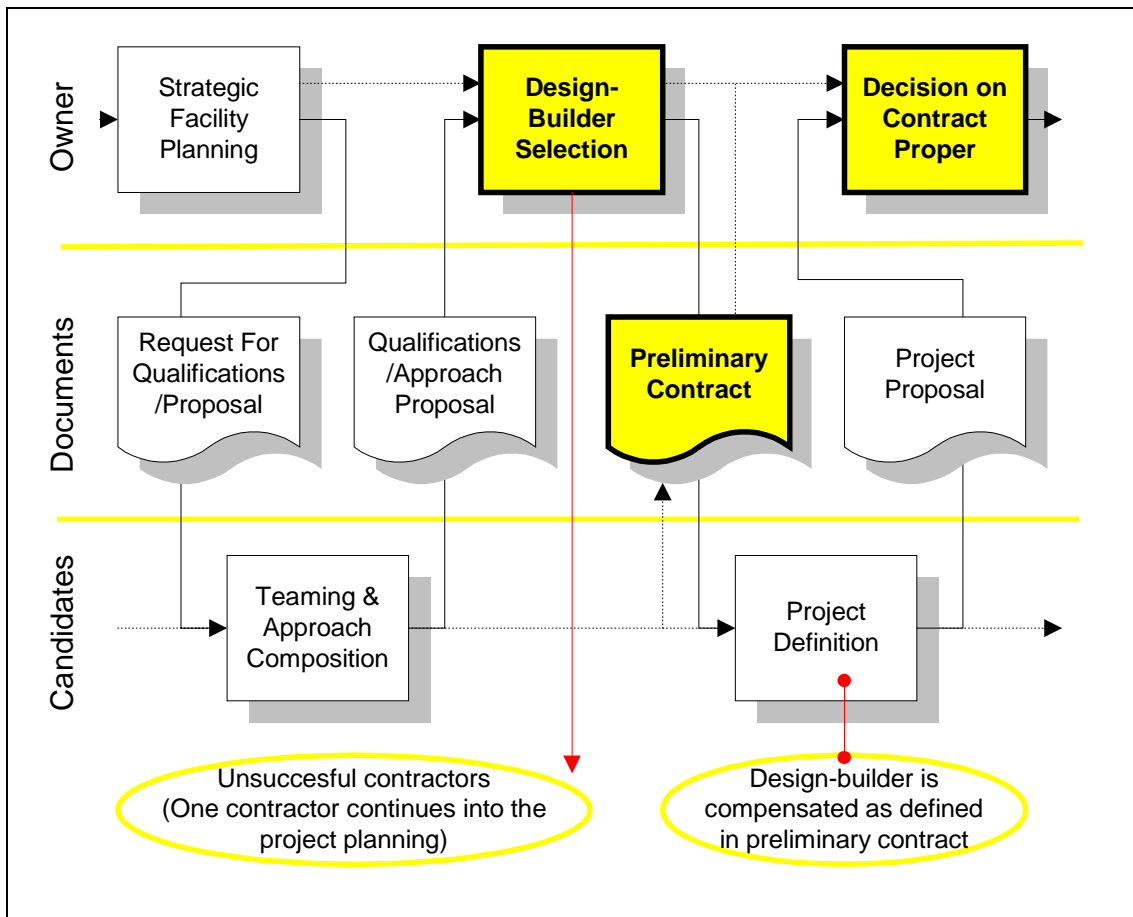 Owner
Strategic
Facility
Planning
Design-
Builder
Selection
Decision on
Contract
Proper
Documents
Request For
Qualifications
/Proposal
Qualifications
/Approach
Proposal
Preliminary
Contract
Project
Proposal
Candidates
Teaming &
Approach
Composition
Project
Definition
Unsuccesful contractors
(One contractor continues into the
project planning)
Design-builder is
compensated as defined
in preliminary contract